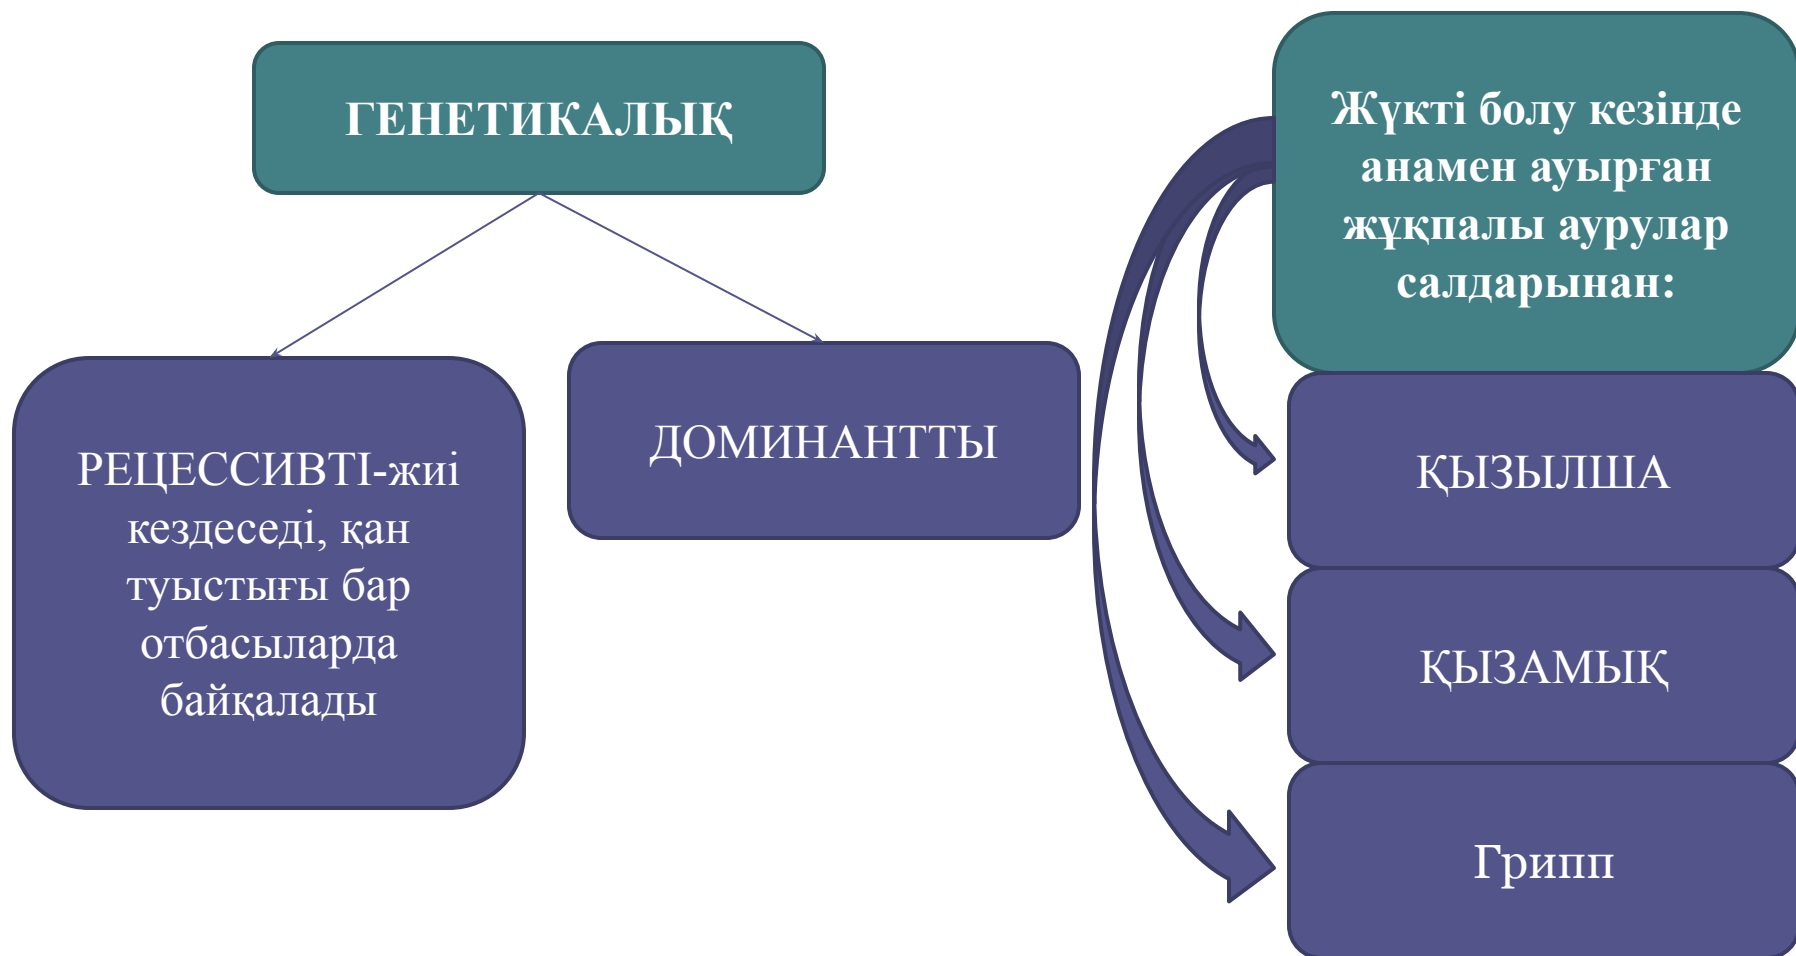 ГЕНЕТИКАЛЫҚ
РЕЦЕССИВТІ-жиі
кездеседі, қан
туыстығы бар
отбасыларда
байқалады
ДОМИНАНТТЫ
Жүкті болу кезінде
анамен ауырған
жұқпалы аурулар
салдарынан:
ҚЫЗЫЛША
ҚЫЗАМЫҚ
Грипп